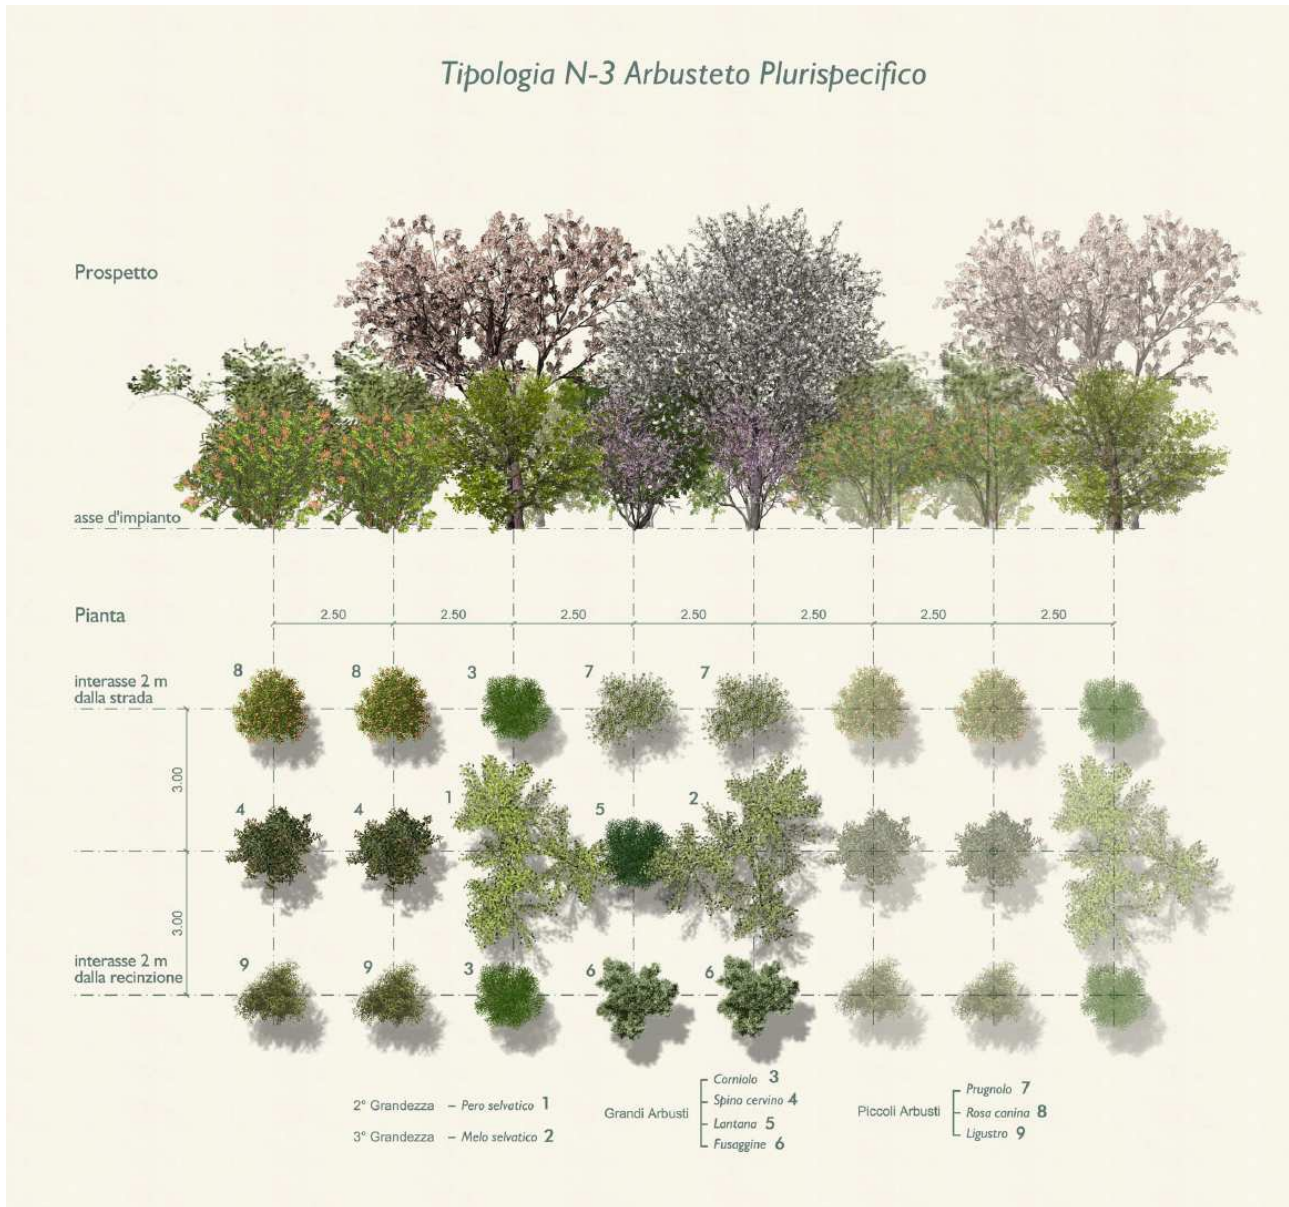 Tipologia N-3 Arbusteto Plurispecifico
Prospetto
asse d'impianto
Pianta
2.50 2.50 2.50 2.50 2.50 2.50 2.50
interasse 2 m
dalla strada
8 8 3 7 7
3.00
4 4 1 5 2
3.00
interasse 2 m
dalla recinzione
9 9 3 6 6
2° Grandezza – Pero selvatico 1
3° Grandezza – Melo selvatico 2
Grandi Arbusti
Corniolo 3
Spino cervino 4
Lantana 5
Fusaggine 6
Piccoli Arbusti
Prugnolo 7
Rosa canina 8
Ligustro 9